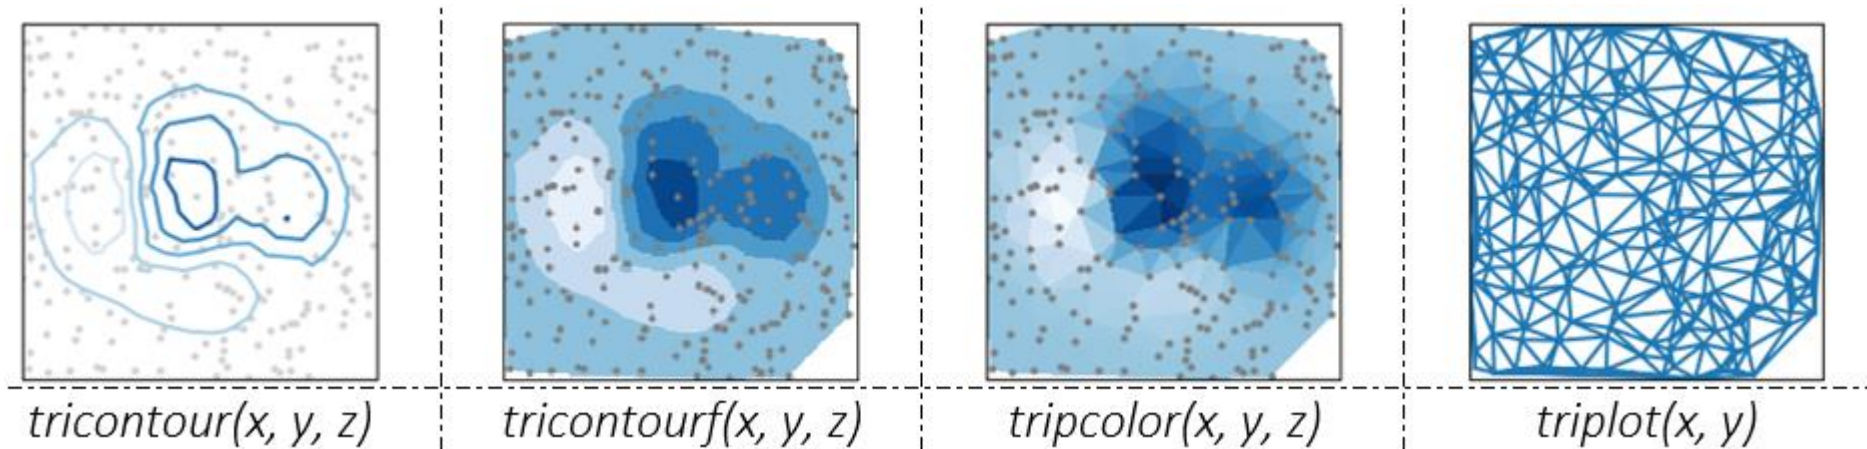 tricontour(x, y, z)
tricontourf(x, y, z)
tripcolor(x, y, z)
triplot(x, y)